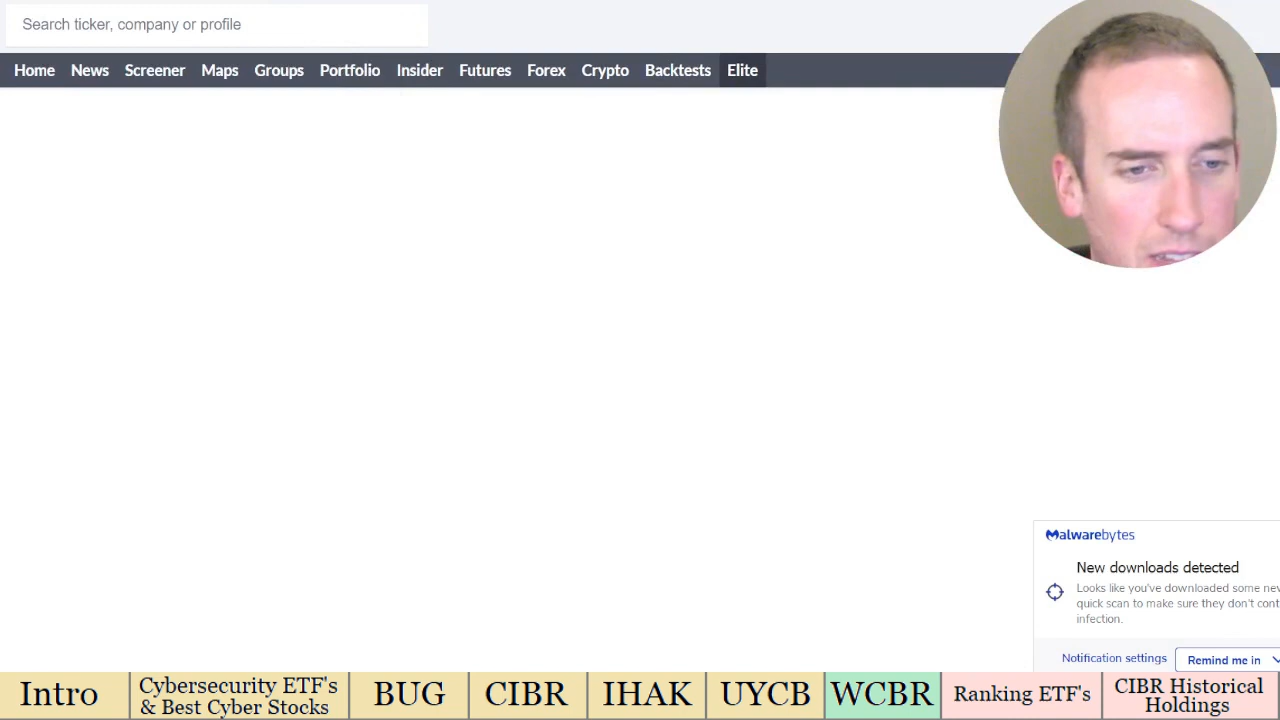 Search ticker, company or profile
Home News Screener Maps Groups Portfolio Insider Futures Forex Crypto Backtests Elite
Malwarebytes
New downloads detected
Looks like you've downloaded some
quick scan to make sure they don't
infection.
Notification settings Remind me in
Intro
Cybersecurity ETF's
& Best Cyber Stocks
BUG
CIBR
IHAK
UYCB
WCBR
Ranking ETF's
CIBR Historical
Holdings